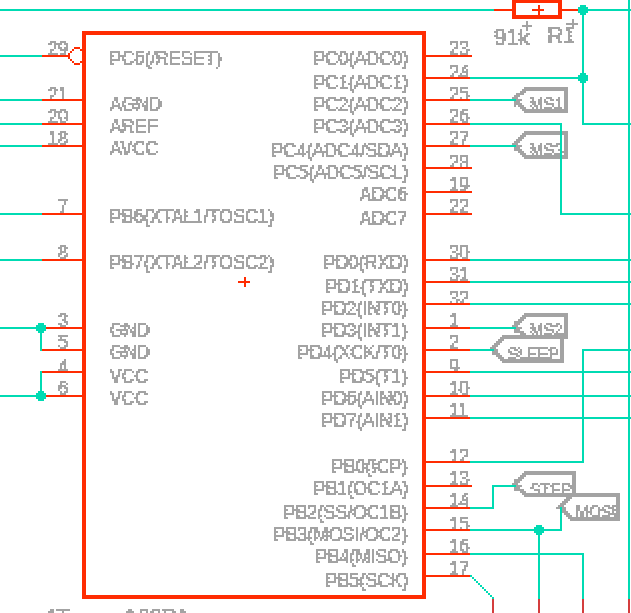 91k R1
29 PC6(/RESET) PC0(ADC0) 23
PC1(ADC1) 24
21 AGND PC2(ADC2) 25 MS1
20 AREF PC3(ADC3) 26
18 AVCC PC4(ADC4/SDA) 27
PC5(ADC5/SCL) 28
ADC6 19
7 PB6(XTAL1/TOSC1) ADC7 22
8 PB7(XTAL2/TOSC2) PD0(RXD) 30
PD1(TXD) 31
PD2(INT0) 32
3 GND PD3(INT1) 1 MS2
5 GND PD4(XCK/T0) 2 SLEEP
4 VCC PD5(T1) 9
6 VCC PD6(AIN0) 10
PD7(AIN1) 11
PB0(ICP) 12
PB1(OC1A) 13 STEP
PB2(SS/OC1B) 14 MOSI
PB3(MOSI/OC2) 15
PB4(MISO) 16
PB5(SCK) 17